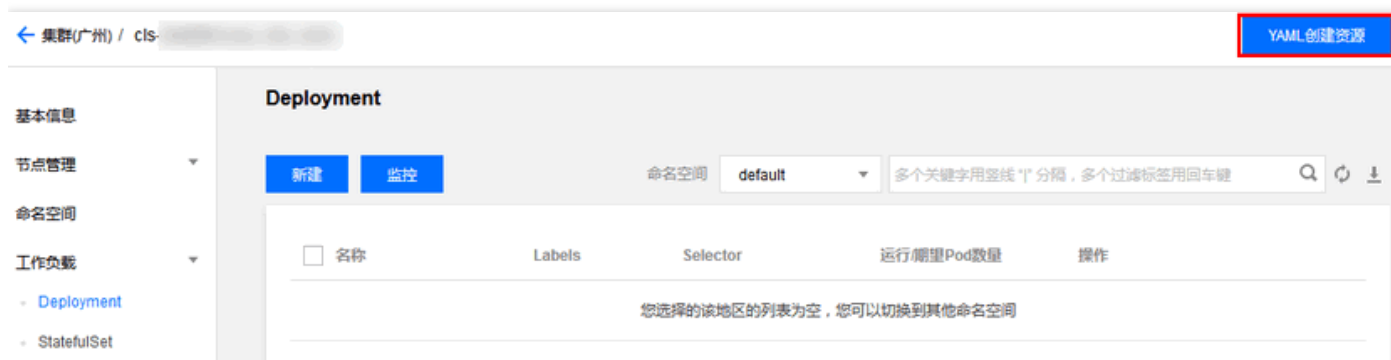 集群(广州) / cls-
YAML创建资源
基本信息
节点管理
命名空间
工作负载
Deployment
StatefulSet
Deployment
新建 监控 命名空间 default 多个关键字用竖线 "|" 分隔，多个过滤标签用回车键
名称 Labels Selector 运行/期望Pod数量 操作
您选择的该地区的列表为空，您可以切换到其他命名空间